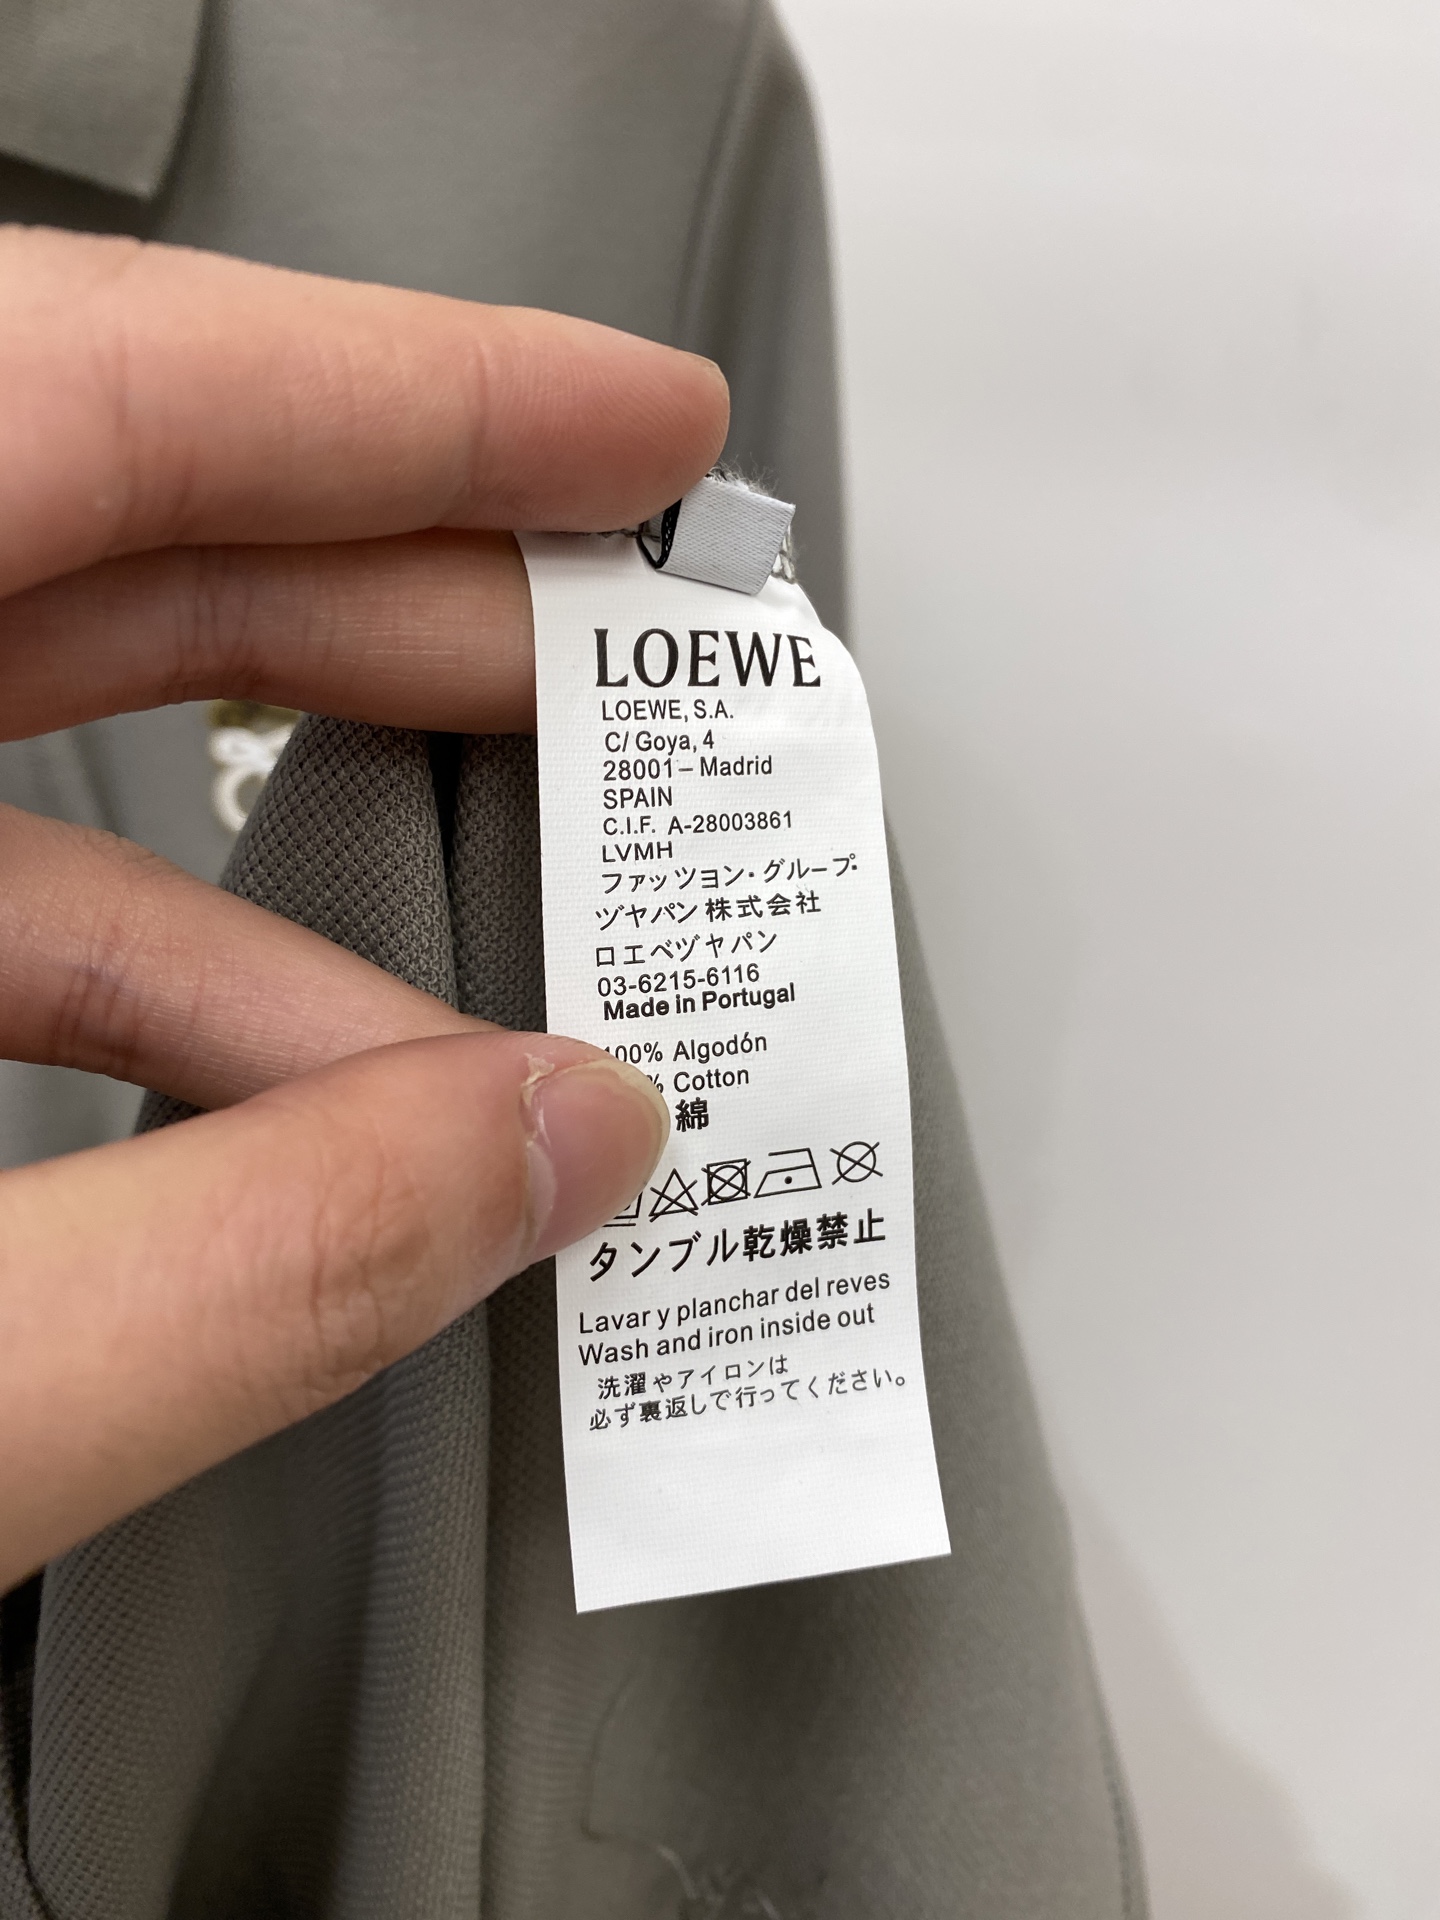 LOEWE
LOEWE, S.A.
C/ Goya, 4
28001 – Madrid
SPAIN
C.I.F. A-28003861
LVMH
ファッツョン・グループ・
ヅヤパン 株式会社
ロエベヅヤパン
03-6215-6116
Made in Portugal
100% Algodón
% Cotton
綿
タンブル乾燥禁止
Lavar y planchar del reves
Wash and iron inside out
洗濯やアイロンは
必ず裏返しで行ってください。